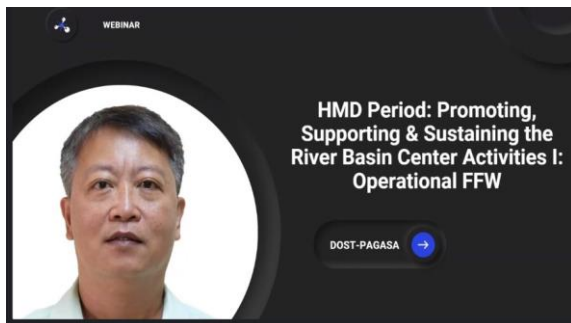 WEBINAR
HMD Period: Promoting,
Supporting & Sustaining the
River Basin Center Activities I:
Operational FFW
DOST-PAGASA